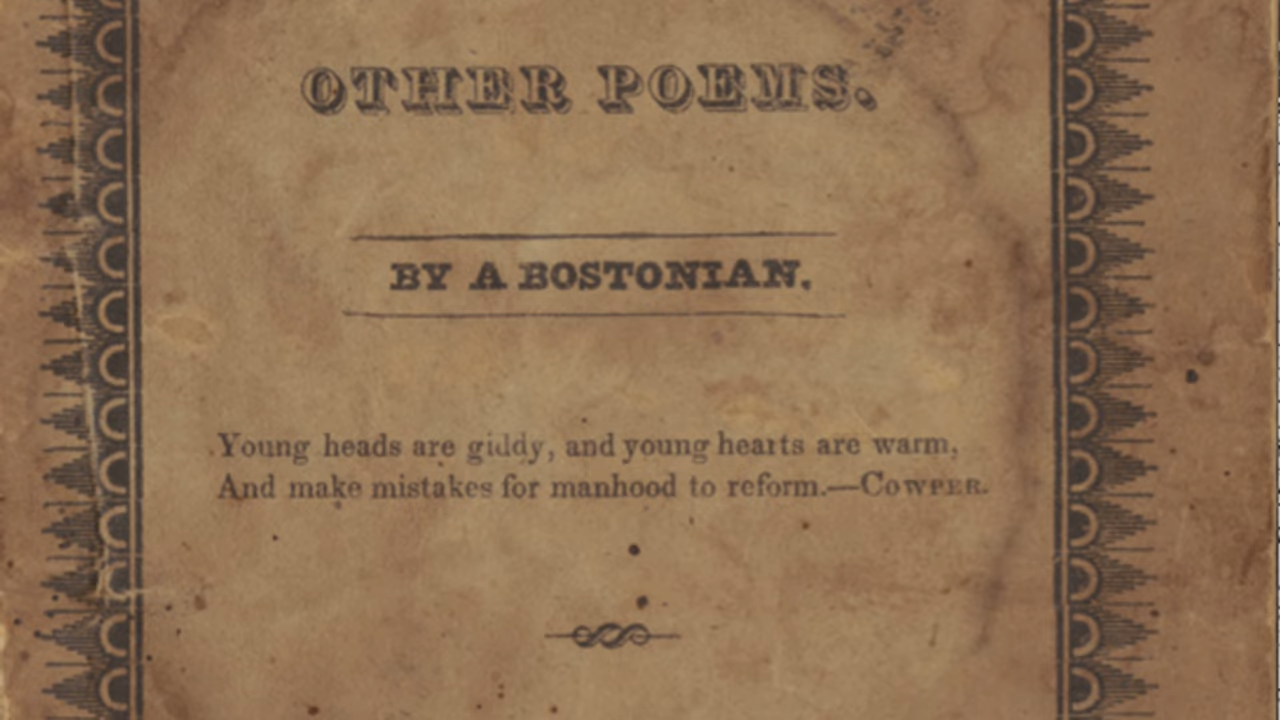 OTHER POEMS.
BY A BOSTONIAN.
Young heads are giddy, and young hearts are warm,
And make mistakes for manhood to reform.—COWPER.